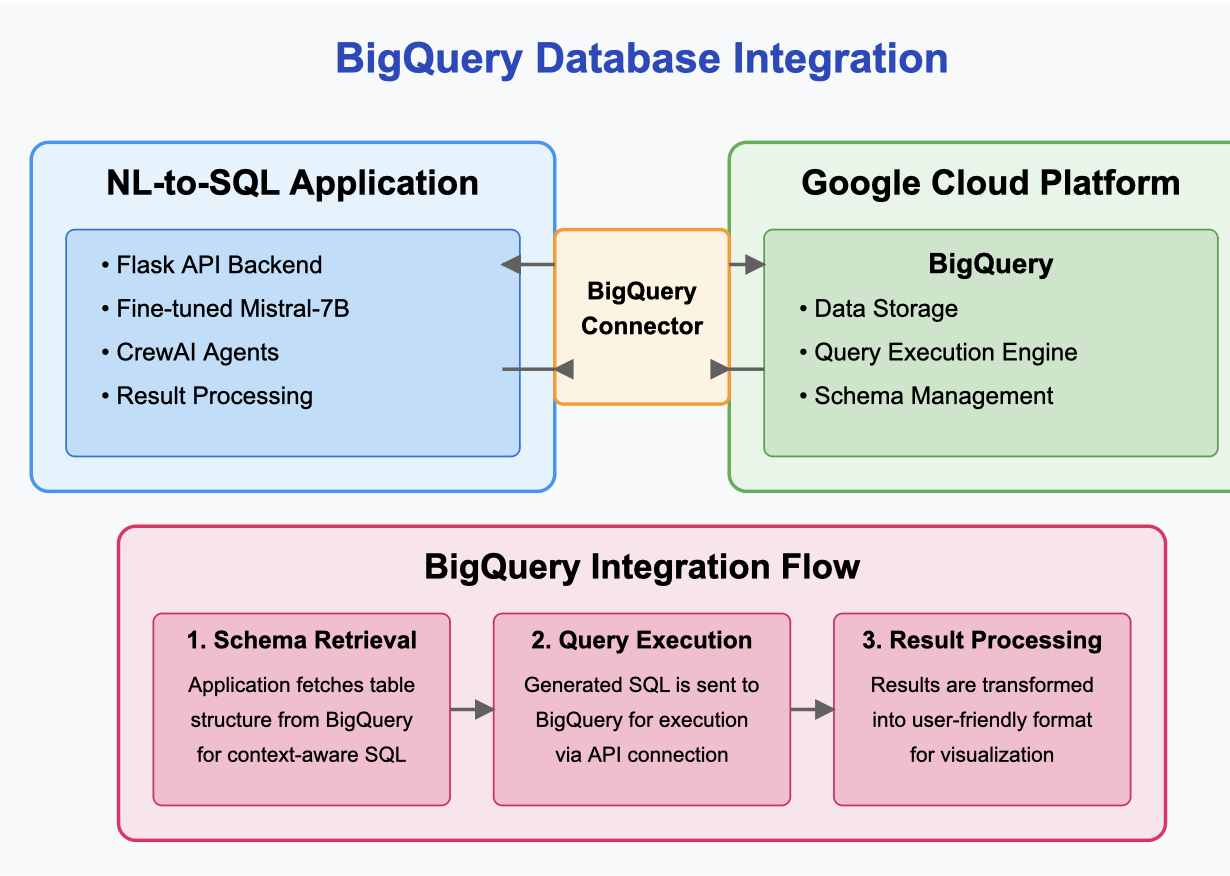 BigQuery Database Integration
NL-to-SQL Application
• Flask API Backend
• Fine-tuned Mistral-7B
• CrewAI Agents
• Result Processing
BigQuery
Connector
Google Cloud Platform
BigQuery
• Data Storage
• Query Execution Engine
• Schema Management
BigQuery Integration Flow
1. Schema Retrieval
Application fetches table
structure from BigQuery
for context-aware SQL
2. Query Execution
Generated SQL is sent to
BigQuery for execution
via API connection
3. Result Processing
Results are transformed
into user-friendly format
for visualization